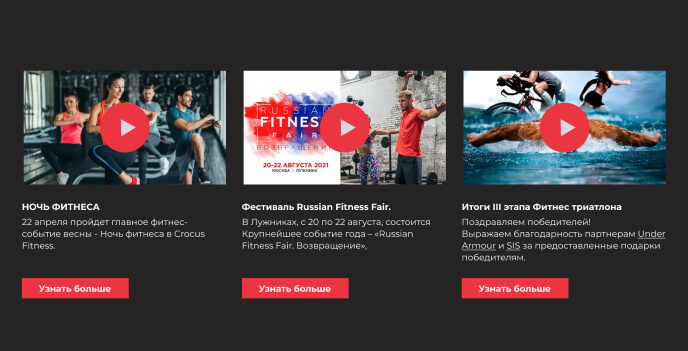 RUSSIAN
FITNESS
FAIR
ВОЗВРАЩЕНИЕ
20-22 АВГУСТА 2021
МОСКВА | ЛУЖНИКИ
НОЧЬ ФИТНЕСА
22 апреля пройдет главное фитнес-
событие весны - Ночь фитнеса в Crocus
Fitness.
Узнать больше
Фестиваль Russian Fitness Fair.
В Лужниках, с 20 по 22 августа, состоится
Крупнейшее событие года – «Russian
Fitness Fair. Возвращение»,
Узнать больше
Итоги III этапа Фитнес триатлона
Поздравляем победителей!
Выражаем благодарность партнерам Under
Armour и SIS за предоставленные подарки
победителям.
Узнать больше